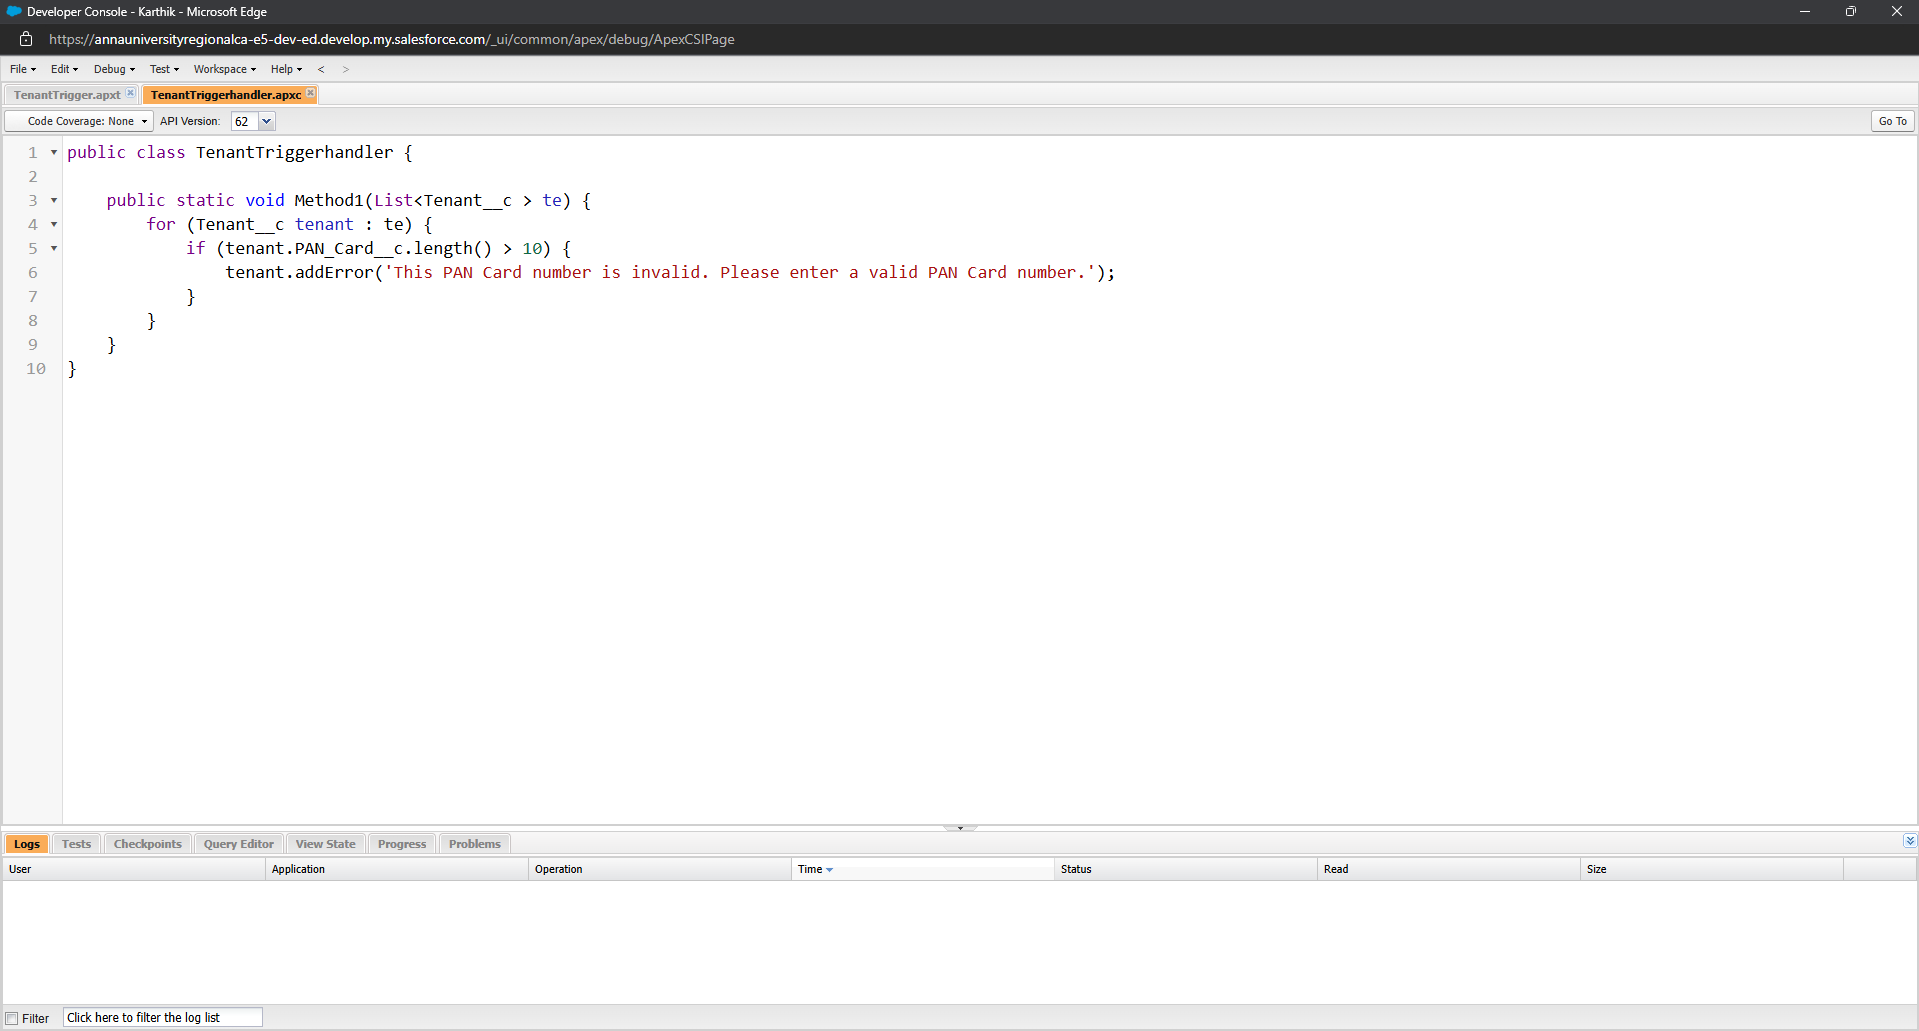 Developer Console - Karthik - Microsoft Edge
https://annauniversityregionalca-e5-dev-ed.develop.my.salesforce.com/_ui/common/apex/debug/ApexCSIPage
File Edit Debug Test Workspace Help < >
TenantTrigger.apxt TenantTriggerhandler.apxc
Code Coverage: None API Version: 62 Go To
1 public class TenantTriggerhandler {
2
3 public static void Method1(List<Tenant__c > te) {
4 for (Tenant__c tenant : te) {
5 if (tenant.PAN_Card__c.length() > 10) {
6 tenant.addError('This PAN Card number is invalid. Please enter a valid PAN Card number.');
7 }
8 }
9 }
10 }
Logs Tests Checkpoints Query Editor View State Progress Problems
User Application Operation Time Status Read Size
Filter Click here to filter the log list